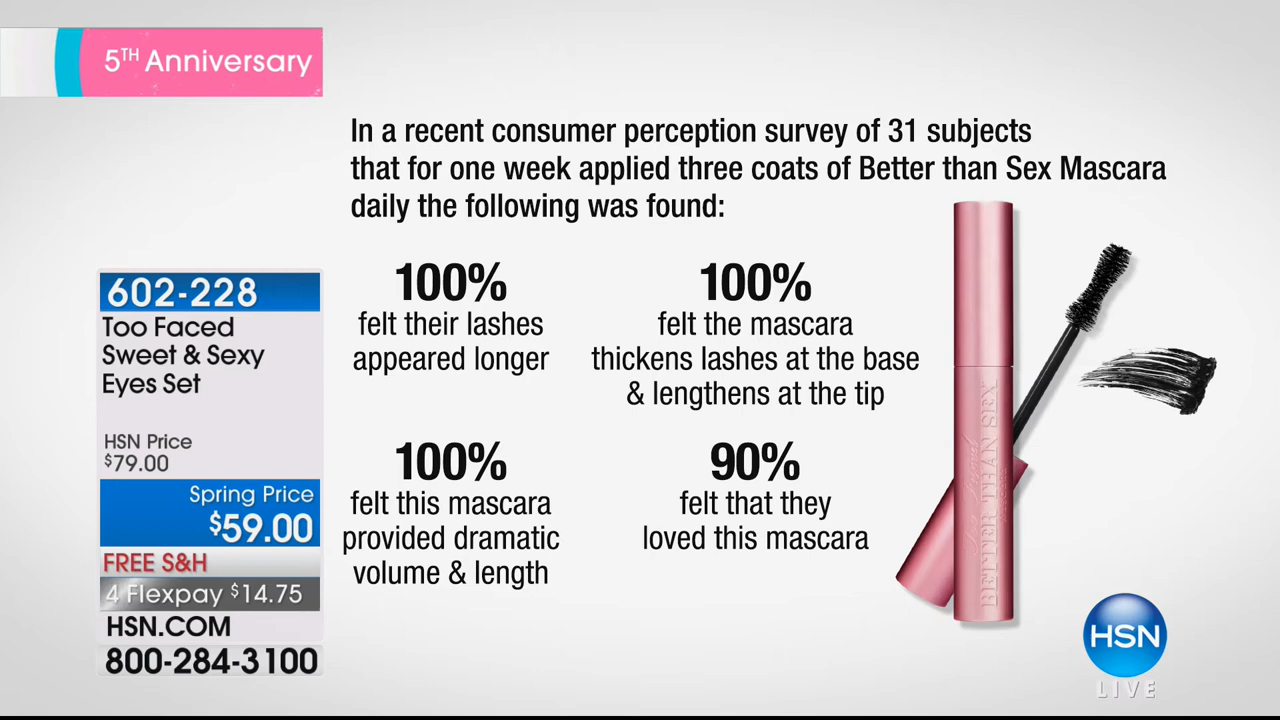 5TH Anniversary
In a recent consumer perception survey of 31 subjects
that for one week applied three coats of Better than Sex Mascara
daily the following was found:
100%
felt their lashes
appeared longer
100%
felt the mascara
thickens lashes at the base
& lengthens at the tip
100%
felt this mascara
provided dramatic
volume & length
90%
felt that they
loved this mascara
602-228
Too Faced
Sweet & Sexy
Eyes Set
HSN Price
$79.00
Spring Price
$59.00
FREE S&H
4 Flexpay $14.75
HSN.COM
800-284-3100
Too Faced
BETTER THAN SEX
HSN
LIVE